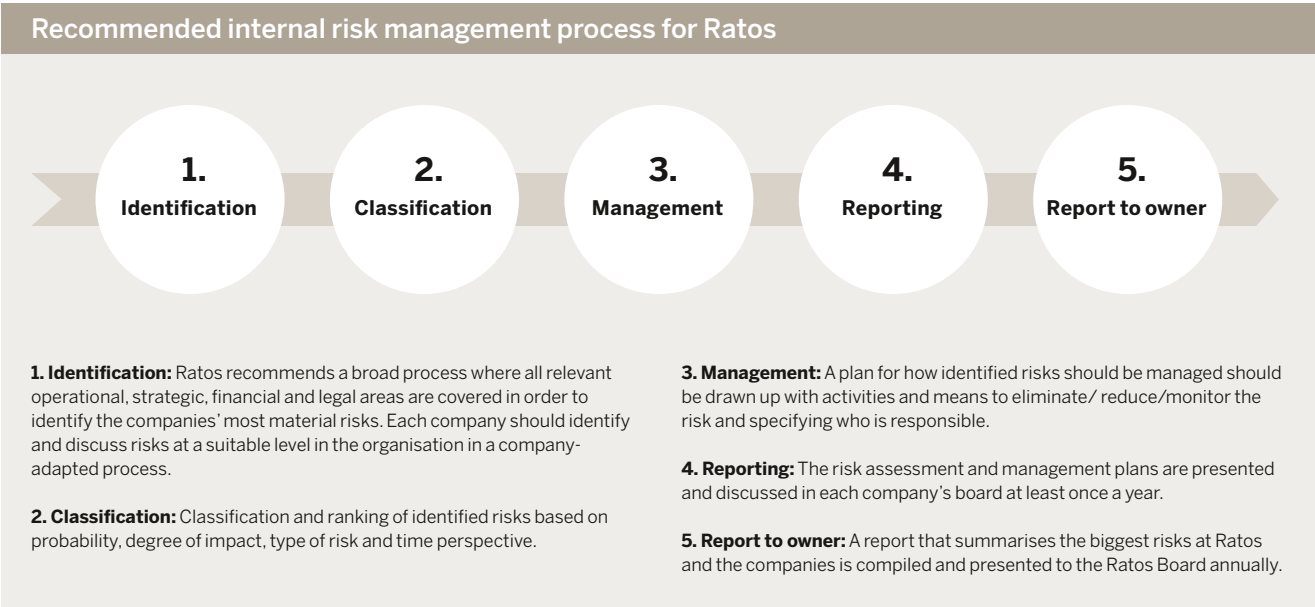 Recommended internal risk management process for Ratos
1.
Identification
2.
Classification
3.
Management
4.
Reporting
5.
Report to owner
1. Identification: Ratos recommends a broad process where all relevant
operational, strategic, financial and legal areas are covered in order to
identify the companies’ most material risks. Each company should identify
and discuss risks at a suitable level in the organisation in a company-
adapted process.
2. Classification: Classification and ranking of identified risks based on
probability, degree of impact, type of risk and time perspective.
3. Management: A plan for how identified risks should be managed should
be drawn up with activities and means to eliminate/ reduce/monitor the
risk and specifying who is responsible.
4. Reporting: The risk assessment and management plans are presented
and discussed in each company’s board at least once a year.
5. Report to owner: A report that summarises the biggest risks at Ratos
and the companies is compiled and presented to the Ratos Board annually.